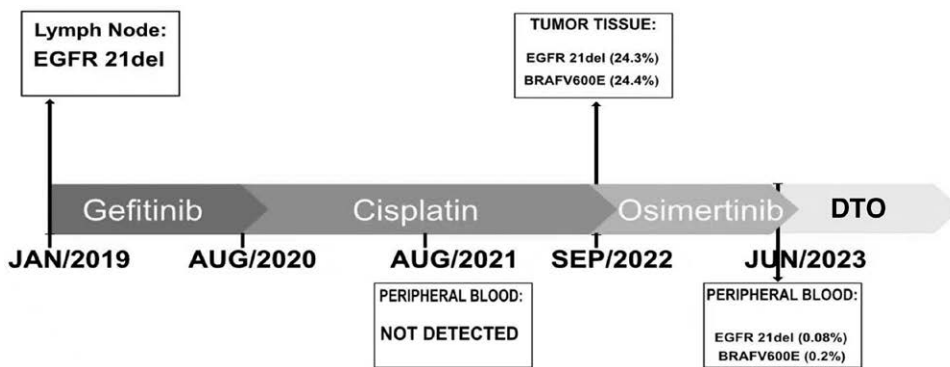 Lymph Node:
EGFR 21del
TUMOR TISSUE:
EGFR 21del (24.3%)
BRAFV600E (24.4%)
Gefitinib
Cisplatin
Osimertinib
DTO
JAN/2019
AUG/2020
AUG/2021
SEP/2022
JUN/2023
PERIPHERAL BLOOD:
NOT DETECTED
PERIPHERAL BLOOD:
EGFR 21del (0.08%)
BRAFV600E (0.2%)